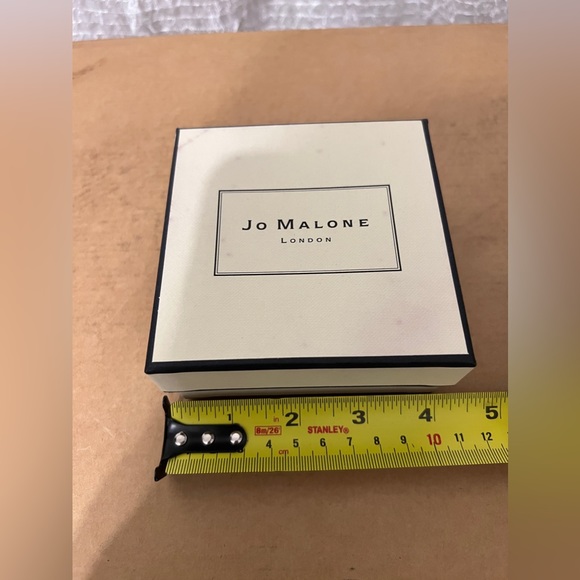 Jo Malone
London
1 in 2 3 4 5
8m/26' STANLEY®
4 cm 5 6 7 8 9 10 11 12